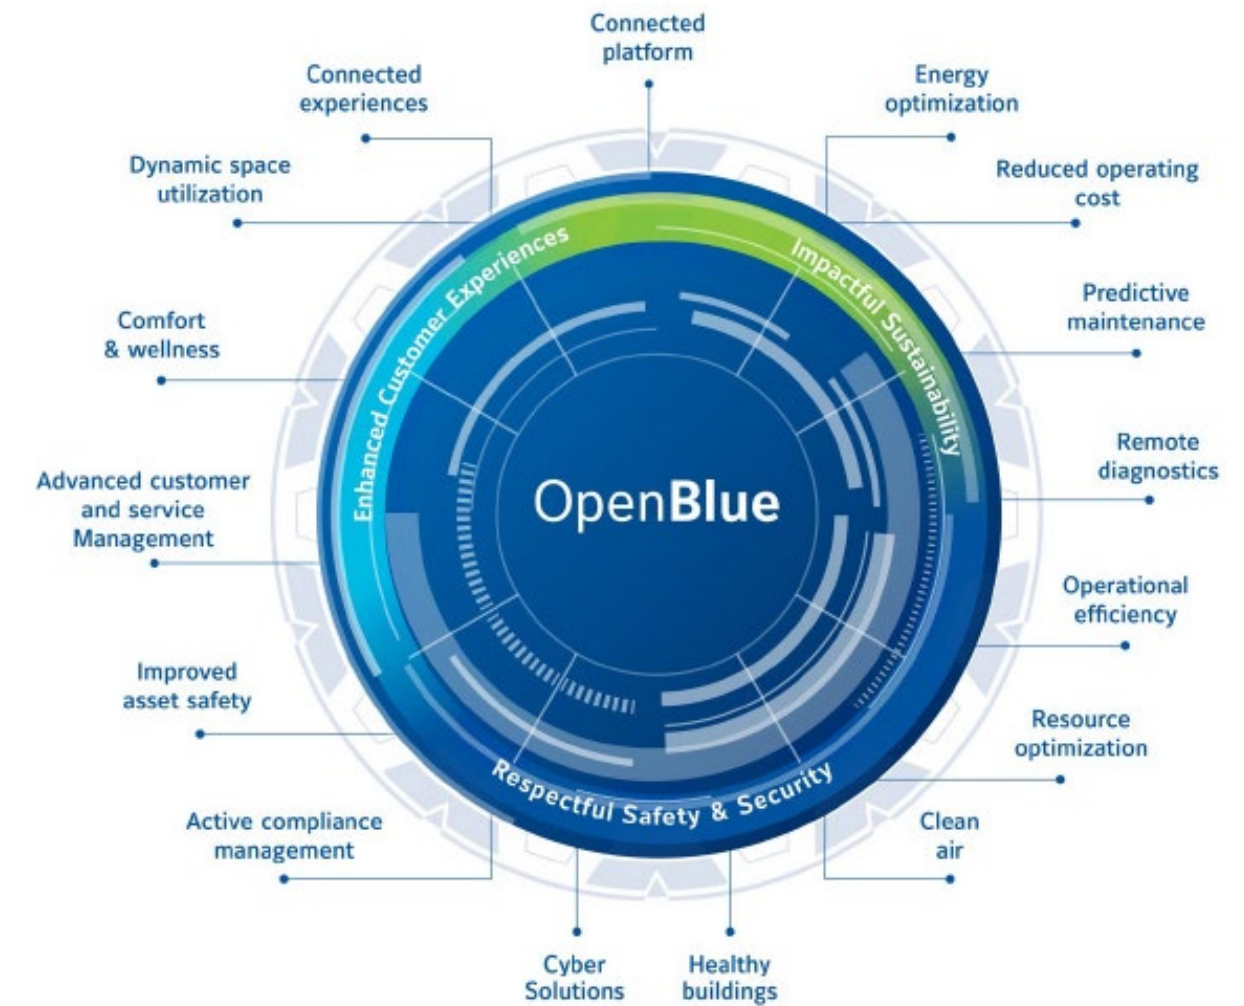 Connected
platform
Energy
optimization
Reduced operating
cost
Predictive
maintenance
Remote
diagnostics
Operational
efficiency
Resource
optimization
Clean
air
Healthy
buildings
Cyber
Solutions
Active compliance
management
Improved
asset safety
Advanced customer
and service
Management
Comfort
& wellness
Dynamic space
utilization
Connected
experiences
Enhanced Customer Experiences
Impactful Sustainability
Respectful Safety & Security
OpenBlue